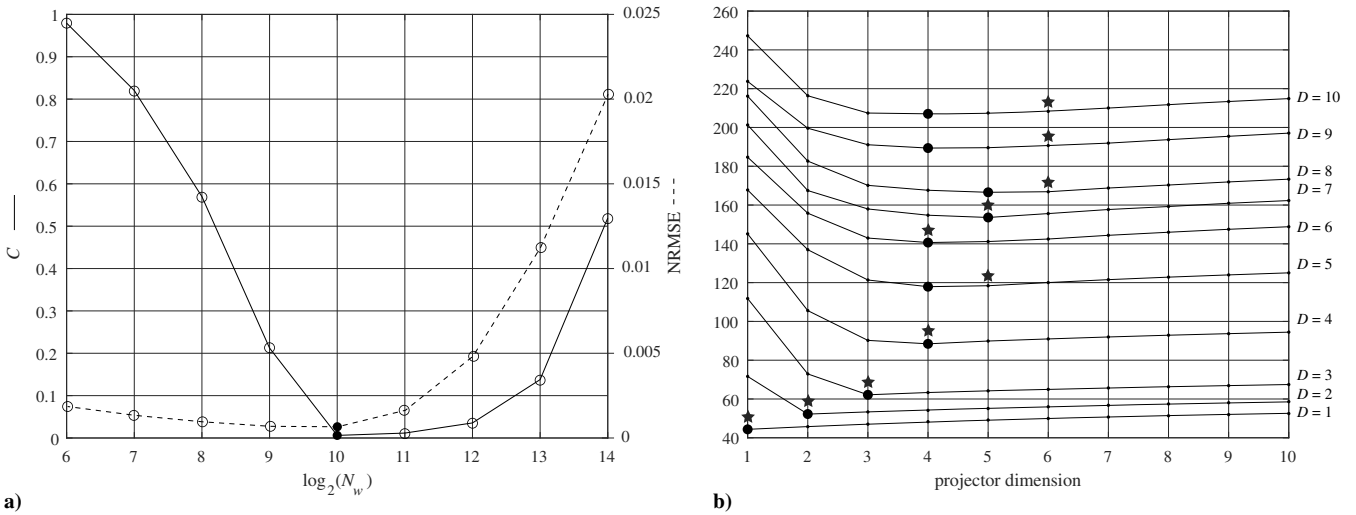 1
0.9
0.8
0.7
0.6
0.5
0.4
0.3
0.2
0.1
0
C
0.025
0.02
0.015
0.01
0.005
0
NRMSE
6 7 8 9 10 11 12 13 14
log2(Nw)
a)
260
240
220
200
180
160
140
120
100
80
60
40
D = 10
D = 9
D = 8
D = 7
D = 6
D = 5
D = 4
D = 3
D = 2
D = 1
1 2 3 4 5 6 7 8 9 10
projector dimension
b)